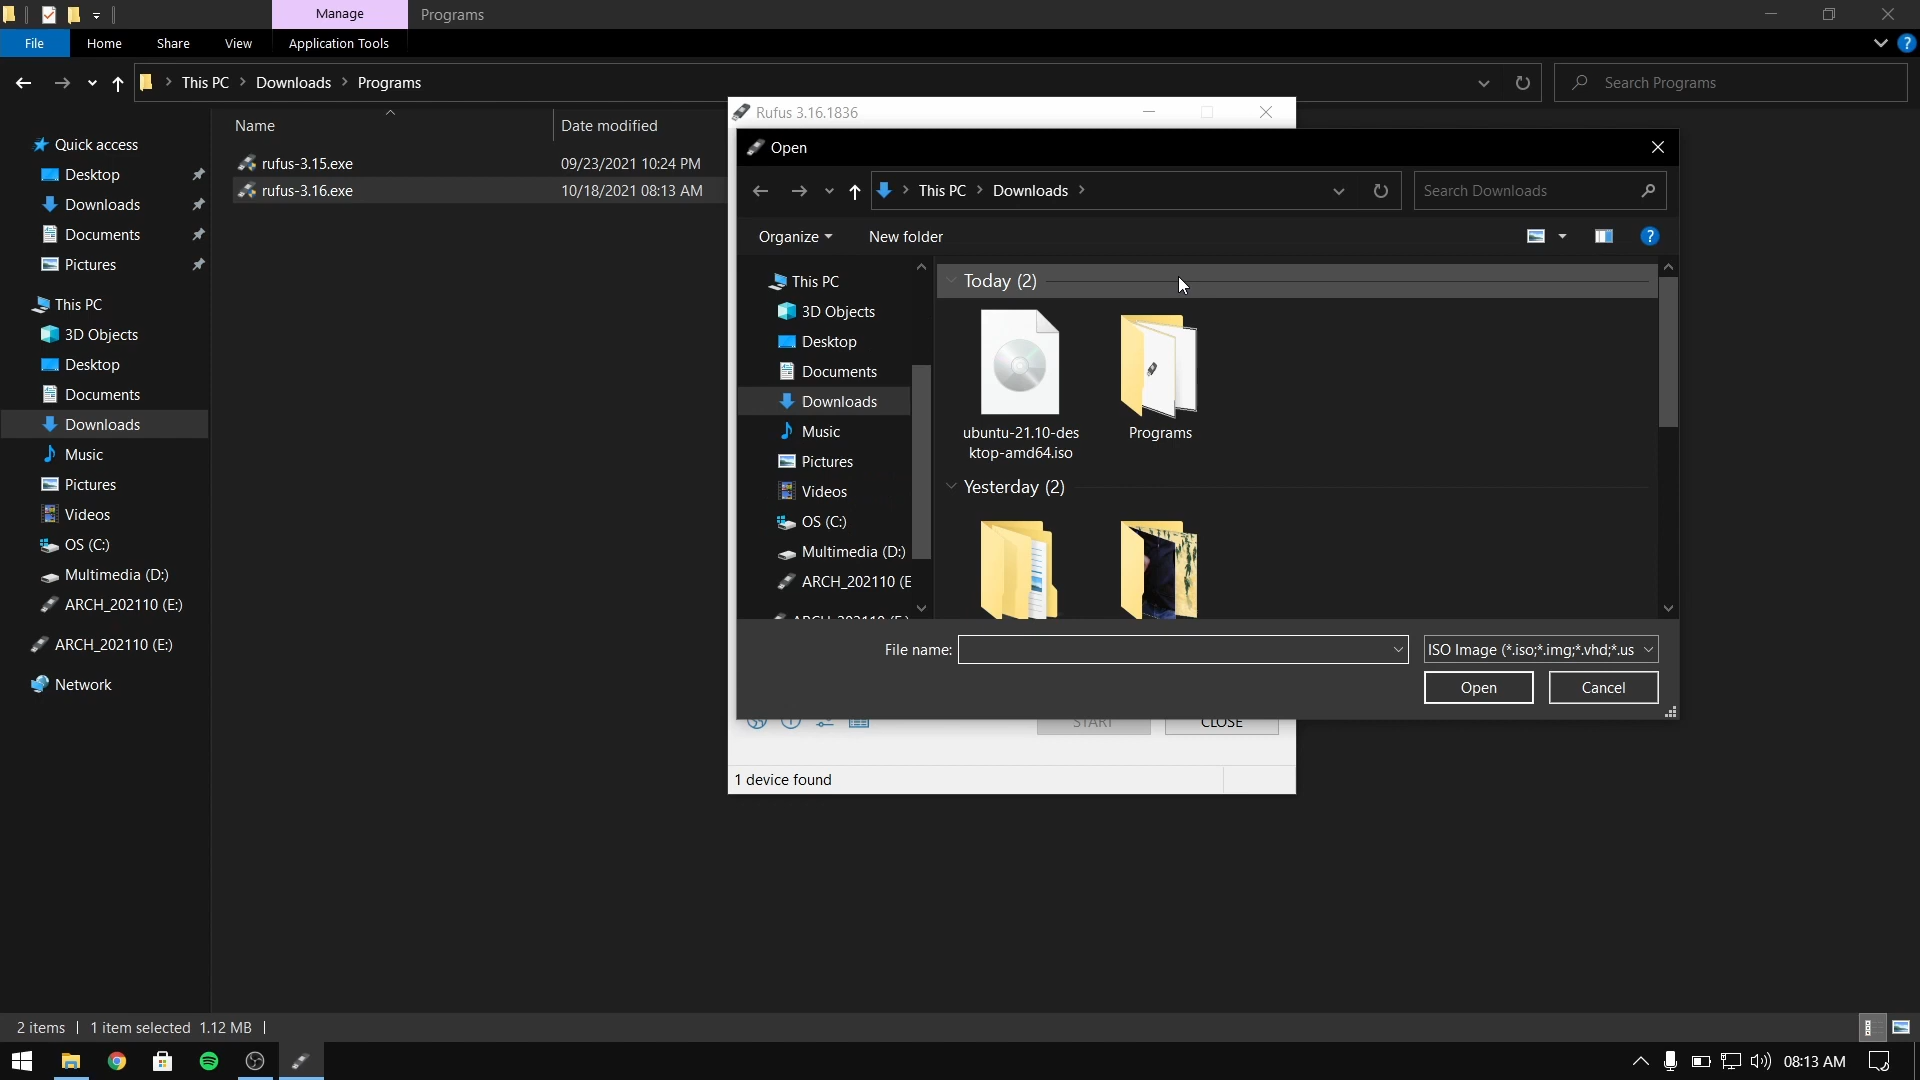 Manage
Programs
File
Home
Share
View
Application Tools
?
This PC
Downloads
Programs
Search Programs
Quick access
Desktop
Downloads
Documents
Pictures
This PC
3D Objects
Desktop
Documents
Downloads
Music
Pictures
Videos
OS (C:)
Multimedia (D:)
ARCH_202110 (E:)
ARCH_202110 (E:)
Network
Name
Date modified
rufus-3.15.exe
09/23/2021 10:24 PM
rufus-3.16.exe
10/18/2021 08:13 AM
Rufus 3.16.1836
Open
This PC
Downloads
Search Downloads
Organize
New folder
?
This PC
3D Objects
Desktop
Documents
Downloads
Music
Pictures
Videos
OS (C:)
Multimedia (D:)
ARCH_202110 (E
Today (2)
ubuntu-21.10-des
ktop-amd64.iso
Programs
Yesterday (2)
File name:
ISO Image (*.iso;*.img;*.vhd;*.us
Open
Cancel
START
CLOSE
1 device found
2 items
1 item selected 1.12 MB
08:13 AM